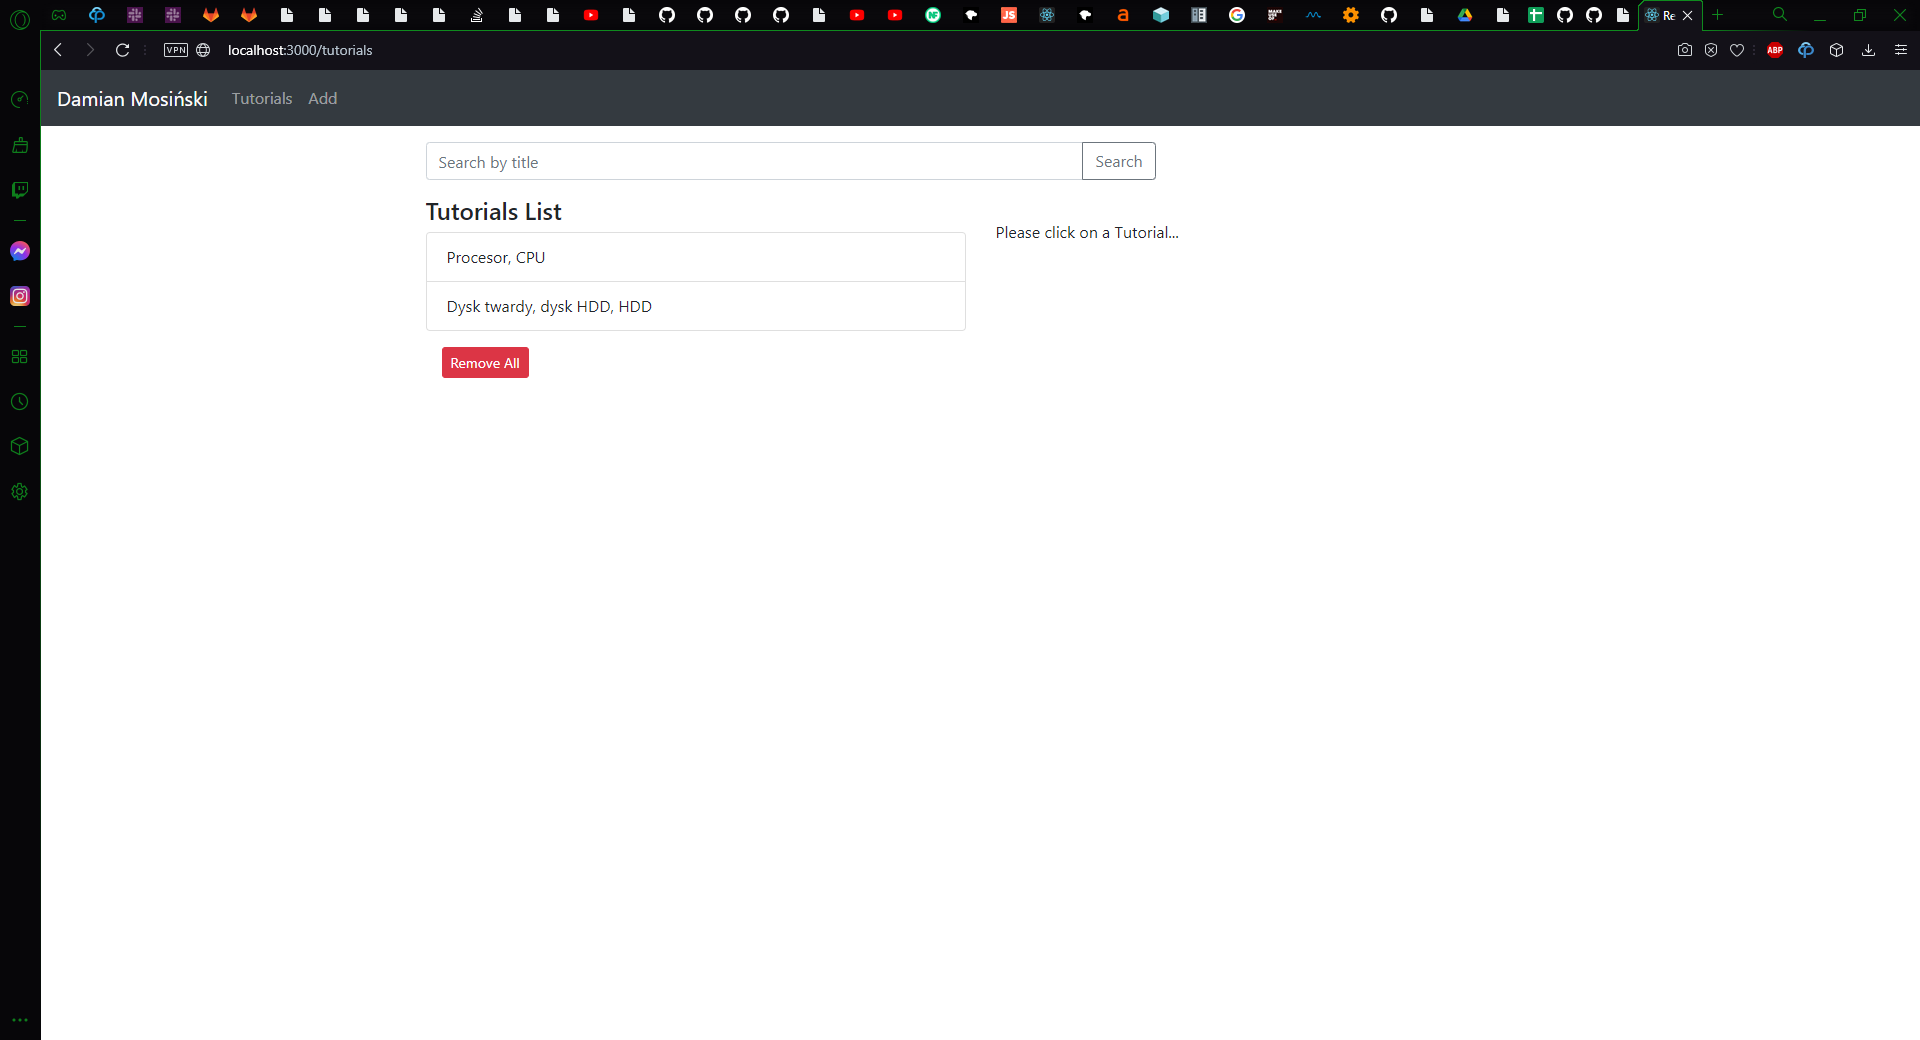 Re
VPN
localhost:3000/tutorials
ABP
Damian Mosiński Tutorials Add
Search by title Search
Tutorials List
Please click on a Tutorial...
Procesor, CPU
Dysk twardy, dysk HDD, HDD
Remove All